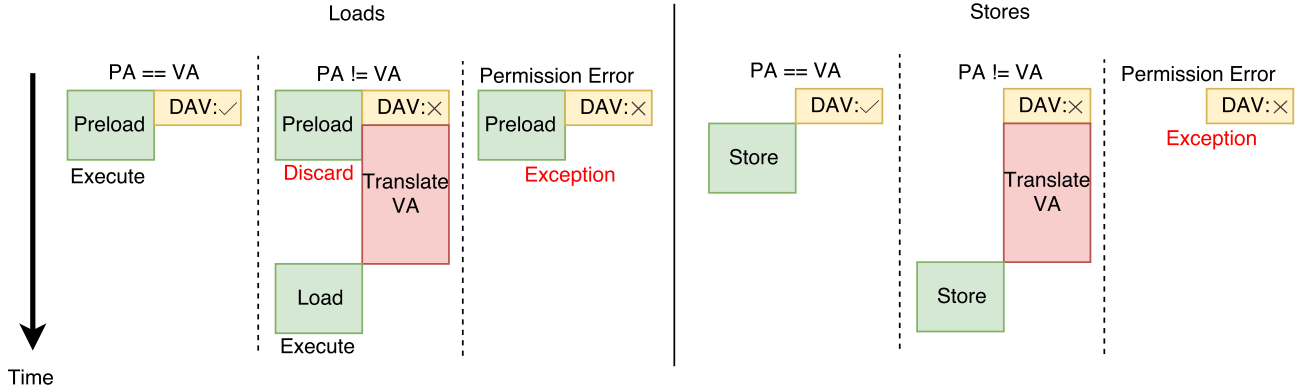 Loads
Stores
PA == VA
PA != VA
Permission Error
PA == VA
PA != VA
Permission Error
Preload
DAV:✓
Execute
Preload
DAV:×
Discard
Translate
VA
Load
Execute
Preload
DAV:×
Exception
DAV:✓
Store
DAV:×
Translate
VA
Store
DAV:×
Exception
Time